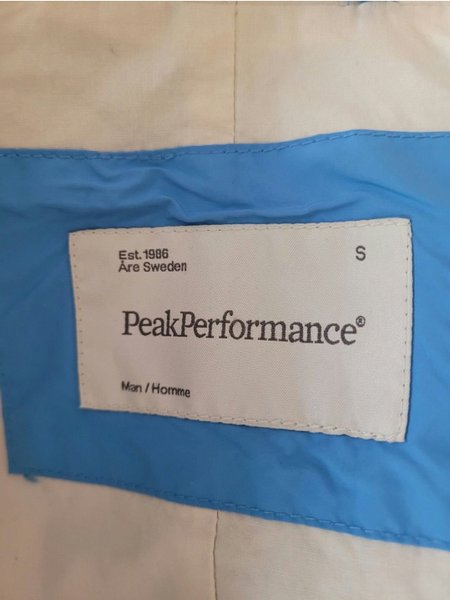 Est.1986 S
Åre Sweden
PeakPerformance®
Man / Homme